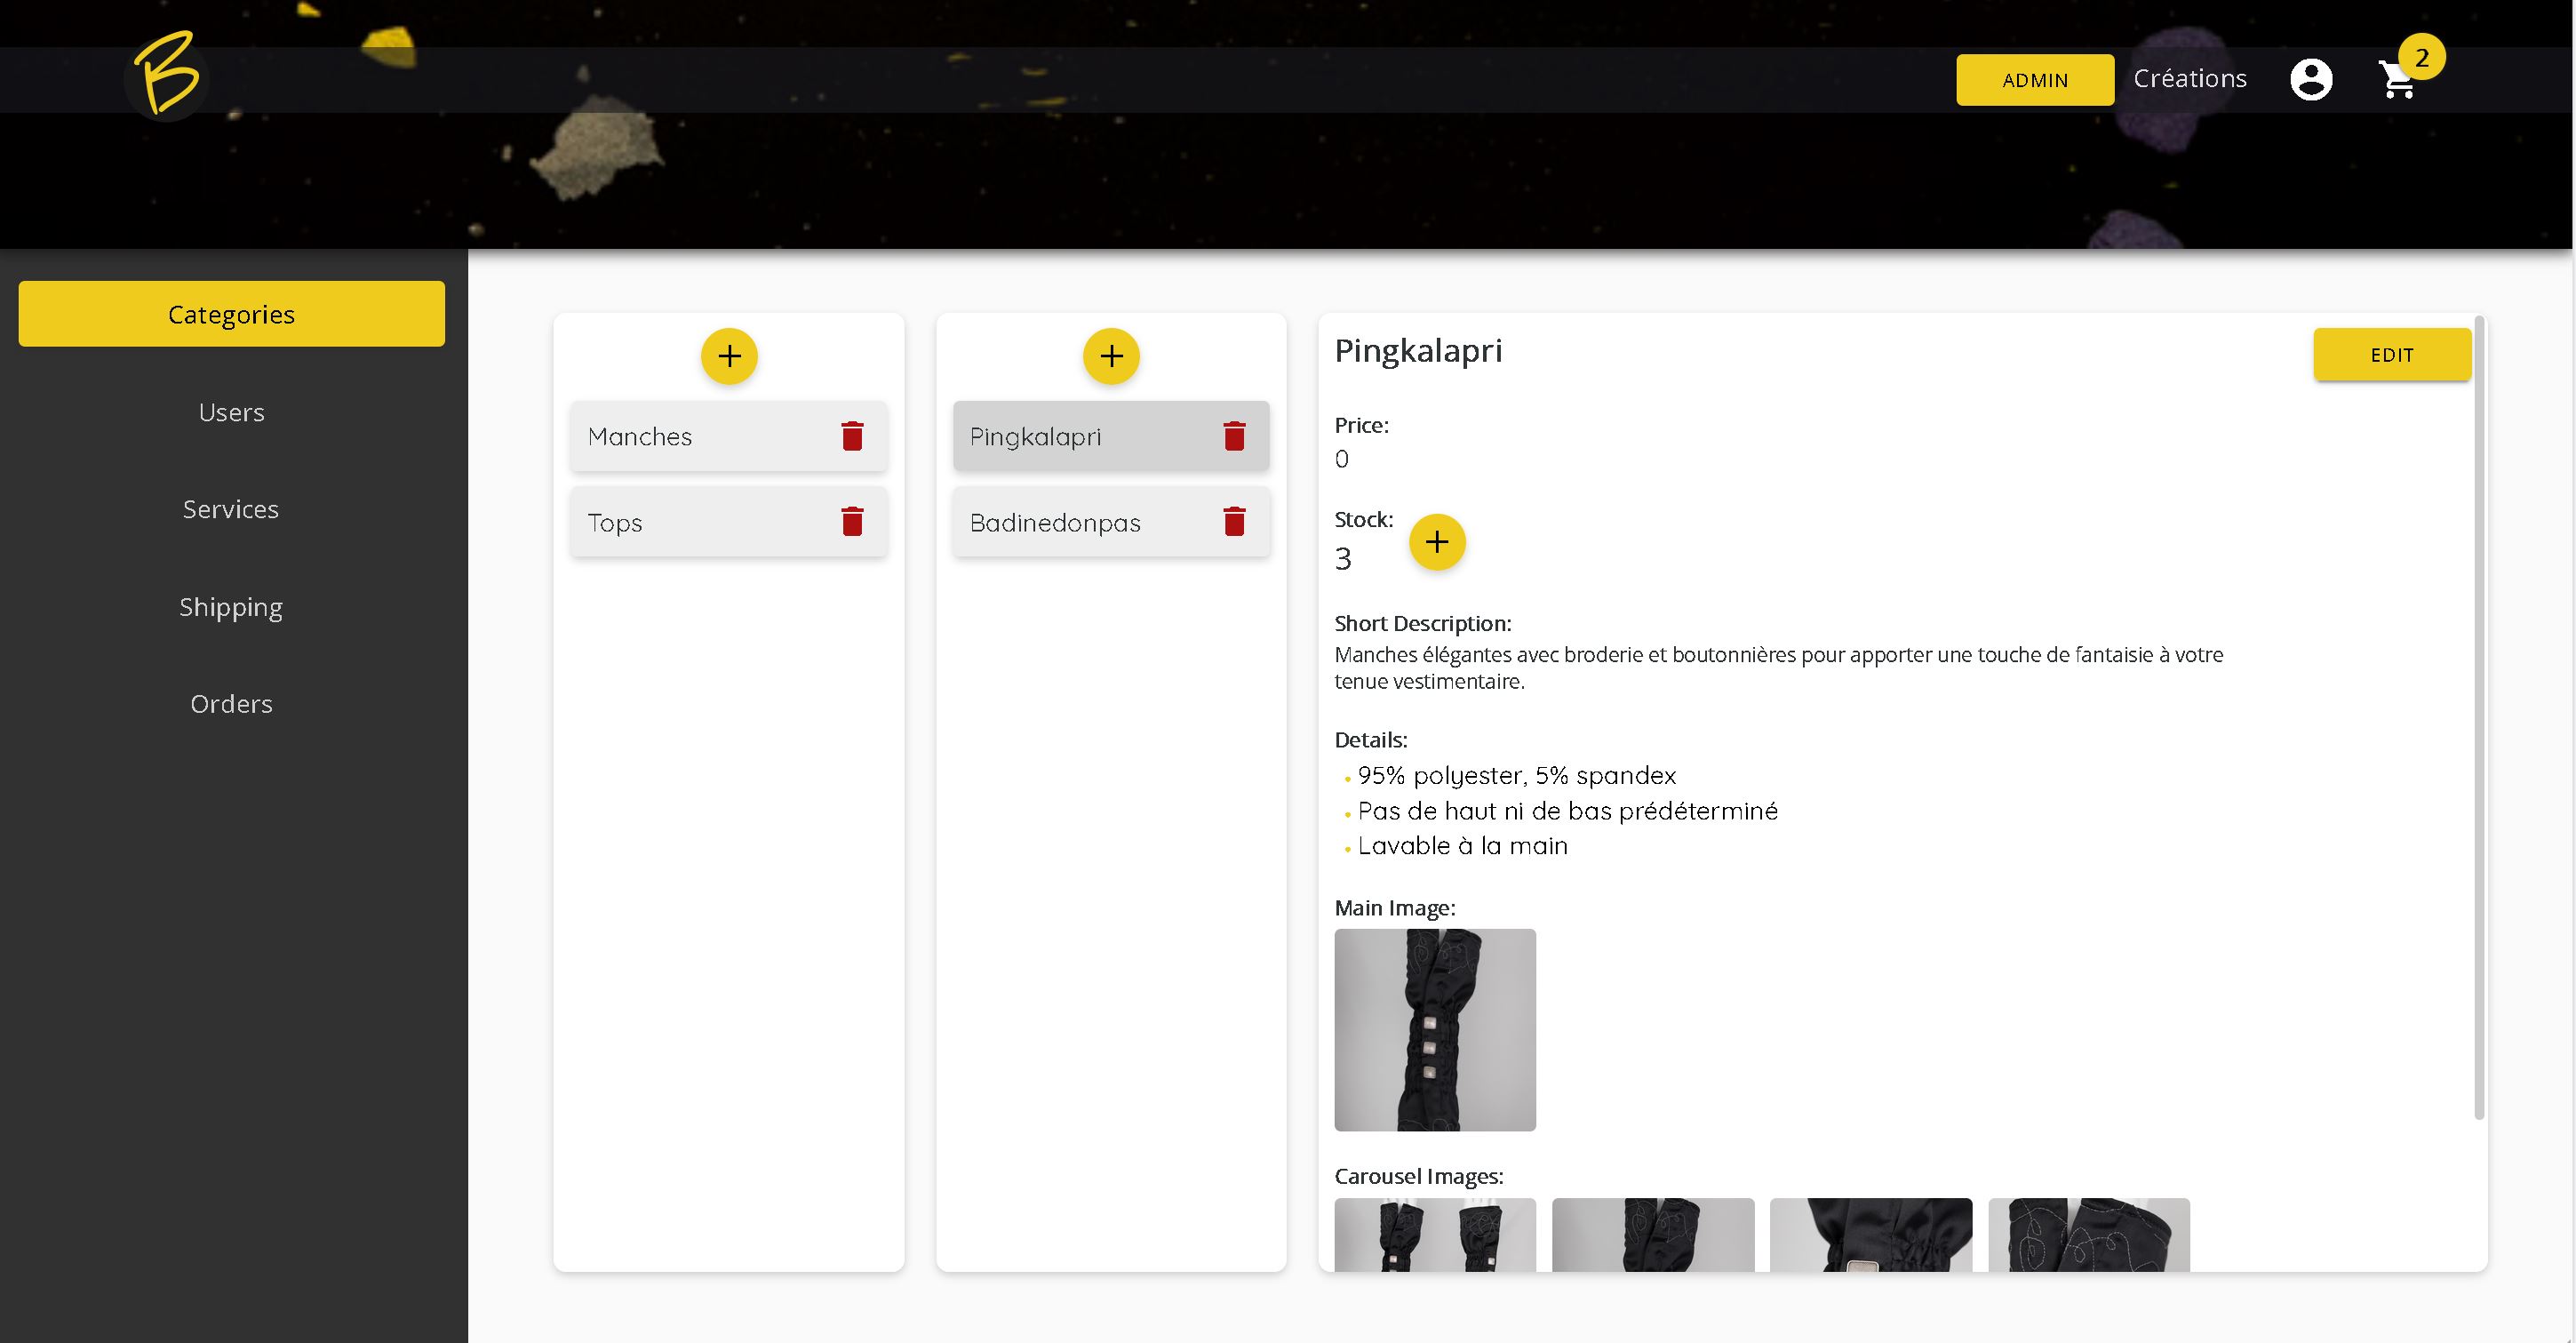 B
ADMIN
Créations
2
Categories
Users
Services
Shipping
Orders
Manches
Tops
Pingkalapri
Badinedonpas
Pingkalapri
EDIT
Price:
0
Stock:
3
Short Description:
Manches élégantes avec broderie et boutonnières pour apporter une touche de fantaisie à votre
tenue vestimentaire.
Details:
• 95% polyester, 5% spandex
• Pas de haut ni de bas prédéterminé
• Lavable à la main
Main Image:
Carousel Images: